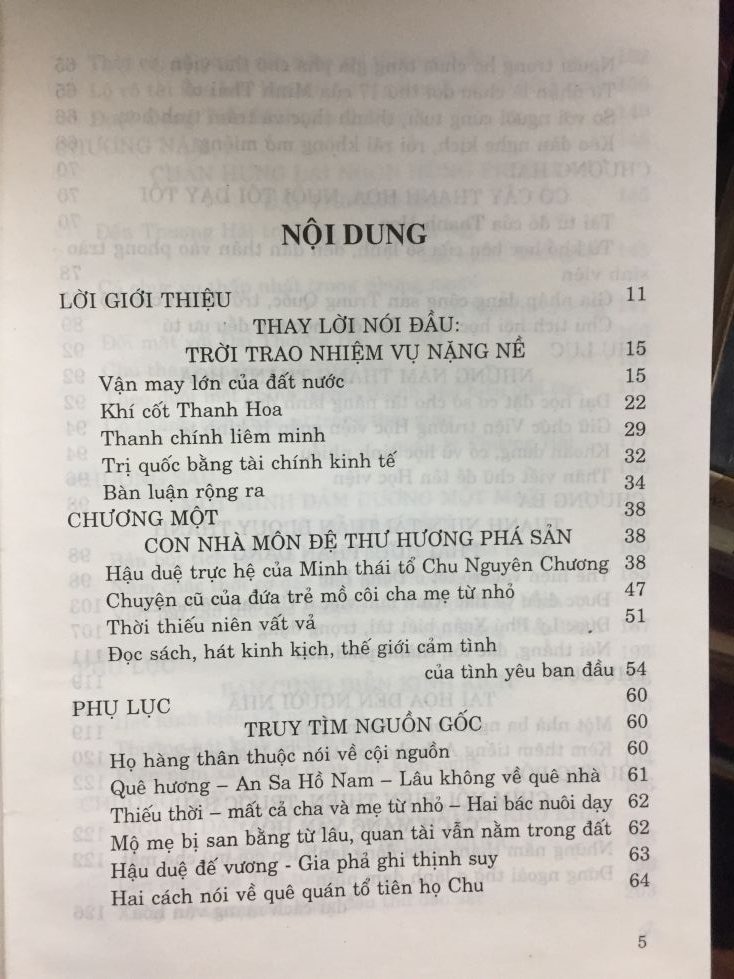 NỘI DUNG
LỜI GIỚI THIỆU 11
THAY LỜI NÓI ĐẦU:
TRỜI TRAO NHIỆM VỤ NẶNG NỀ 15
Vận may lớn của đất nước 15
Khí cốt Thanh Hoa 22
Thanh chính liêm minh 29
Trị quốc bằng tài chính kinh tế 32
Bàn luận rộng ra 34
CHƯƠNG MỘT 38
CON NHÀ MÔN ĐỆ THƯ HƯƠNG PHÁ SẢN 38
Hậu duệ trực hệ của Minh thái tổ Chu Nguyên Chương 38
Chuyện cũ của đứa trẻ mồ côi cha mẹ từ nhỏ 47
Thời thiếu niên vất vả 51
Đọc sách, hát kinh kịch, thế giới cảm tình
của tình yêu ban đầu 54
PHỤ LỤC 60
TRUY TÌM NGUỒN GỐC 60
Họ hàng thân thuộc nói về cội nguồn 60
Quê hương – An Sa Hồ Nam – Lâu không về quê nhà 61
Thiếu thời – mất cả cha và mẹ từ nhỏ – Hai bác nuôi dạy 62
Mộ mẹ bị san bằng từ lâu, quan tài vẫn nằm trong đất 62
Hậu duệ đế vương - Gia phả ghi thịnh suy 63
Hai cách nói về quê quán tổ tiên họ Chu 64
5